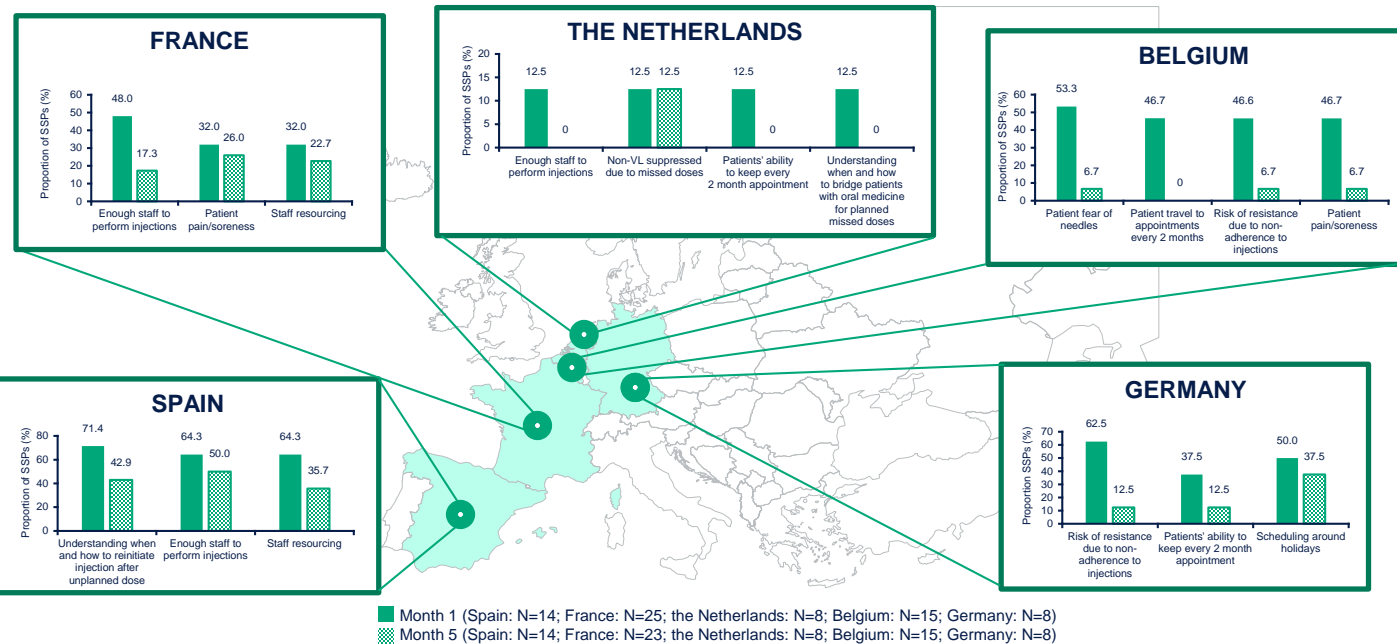 FRANCE
Proportion of SSPs (%)
60
50
40
30
20
10
0
48.0
17.3
32.0
26.0
32.0
22.7
Enough staff to
perform injections
Patient
pain/soreness
Staff resourcing
THE NETHERLANDS
Proportion of SSPs (%)
20
15
10
5
0
12.5
0
12.5
12.5
12.5
0
12.5
0
Enough staff to
perform injections
Non-VL suppressed
due to missed doses
Patients' ability
to keep every
2 month appointment
Understanding
when and how
to bridge patients
with oral medicine
for planned
missed doses
BELGIUM
Proportion of SSPs (%)
60
50
40
30
20
10
0
53.3
6.7
46.7
0
46.6
6.7
46.7
6.7
Patient fear of
needles
Patient travel to
appointments
every 2 months
Risk of resistance
due to non-
adherence to
injections
Patient
pain/soreness
SPAIN
Proportion of SSPs (%)
80
60
40
20
0
71.4
42.9
64.3
50.0
64.3
35.7
Understanding when
and how to reinitiate
injection after
unplanned dose
Enough staff to
perform injections
Staff resourcing
GERMANY
Proportion SSPs (%)
70
60
50
40
30
20
10
0
62.5
12.5
37.5
12.5
50.0
37.5
Risk of resistance
due to non-
adherence to
injections
Patients' ability to
keep every 2 month
appointment
Scheduling around
holidays
Month 1 (Spain: N=14; France: N=25; the Netherlands: N=8; Belgium: N=15; Germany: N=8)
Month 5 (Spain: N=14; France: N=23; the Netherlands: N=8; Belgium: N=15; Germany: N=8)